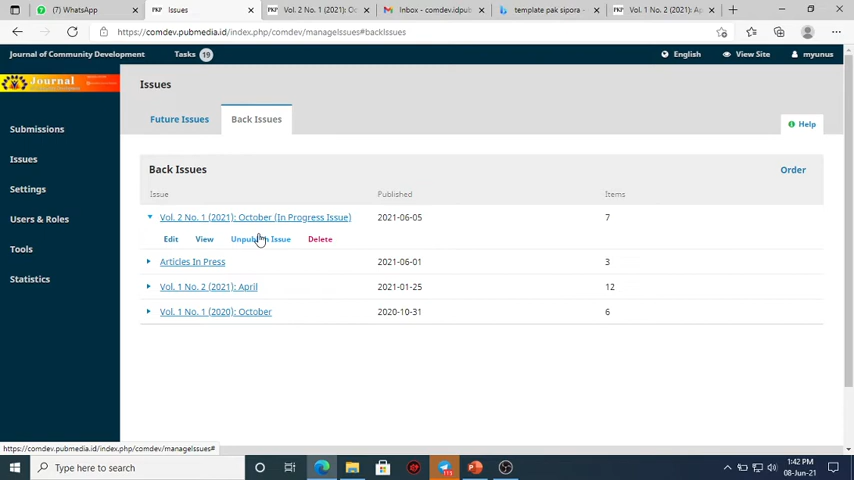 (7) WhatsApp
PKP Issues
PKP Vol. 2 No. 1 (2021): Oc
Inbox - comdev.idpub
template pak sipora
PKP Vol. 1 No. 2 (2021): Ap
https://comdev.pubmedia.id/index.php/comdev/manageIssues#backIssues
Journal of Community Development
Tasks 19
English
View Site
myunus
Journal
Issues
Future Issues
Back Issues
Help
Submissions
Issues
Settings
Users & Roles
Tools
Statistics
Back Issues
Order
Issue
Published
Items
Vol. 2 No. 1 (2021): October (In Progress Issue)
2021-06-05
7
Edit
View
Unpublish Issue
Delete
Articles In Press
2021-06-01
3
Vol. 1 No. 2 (2021): April
2021-01-25
12
Vol. 1 No. 1 (2020): October
2020-10-31
6
https://comdev.pubmedia.id/index.php/comdev/manageIssues#
Type here to search
111
1:42 PM
08-Jun-21